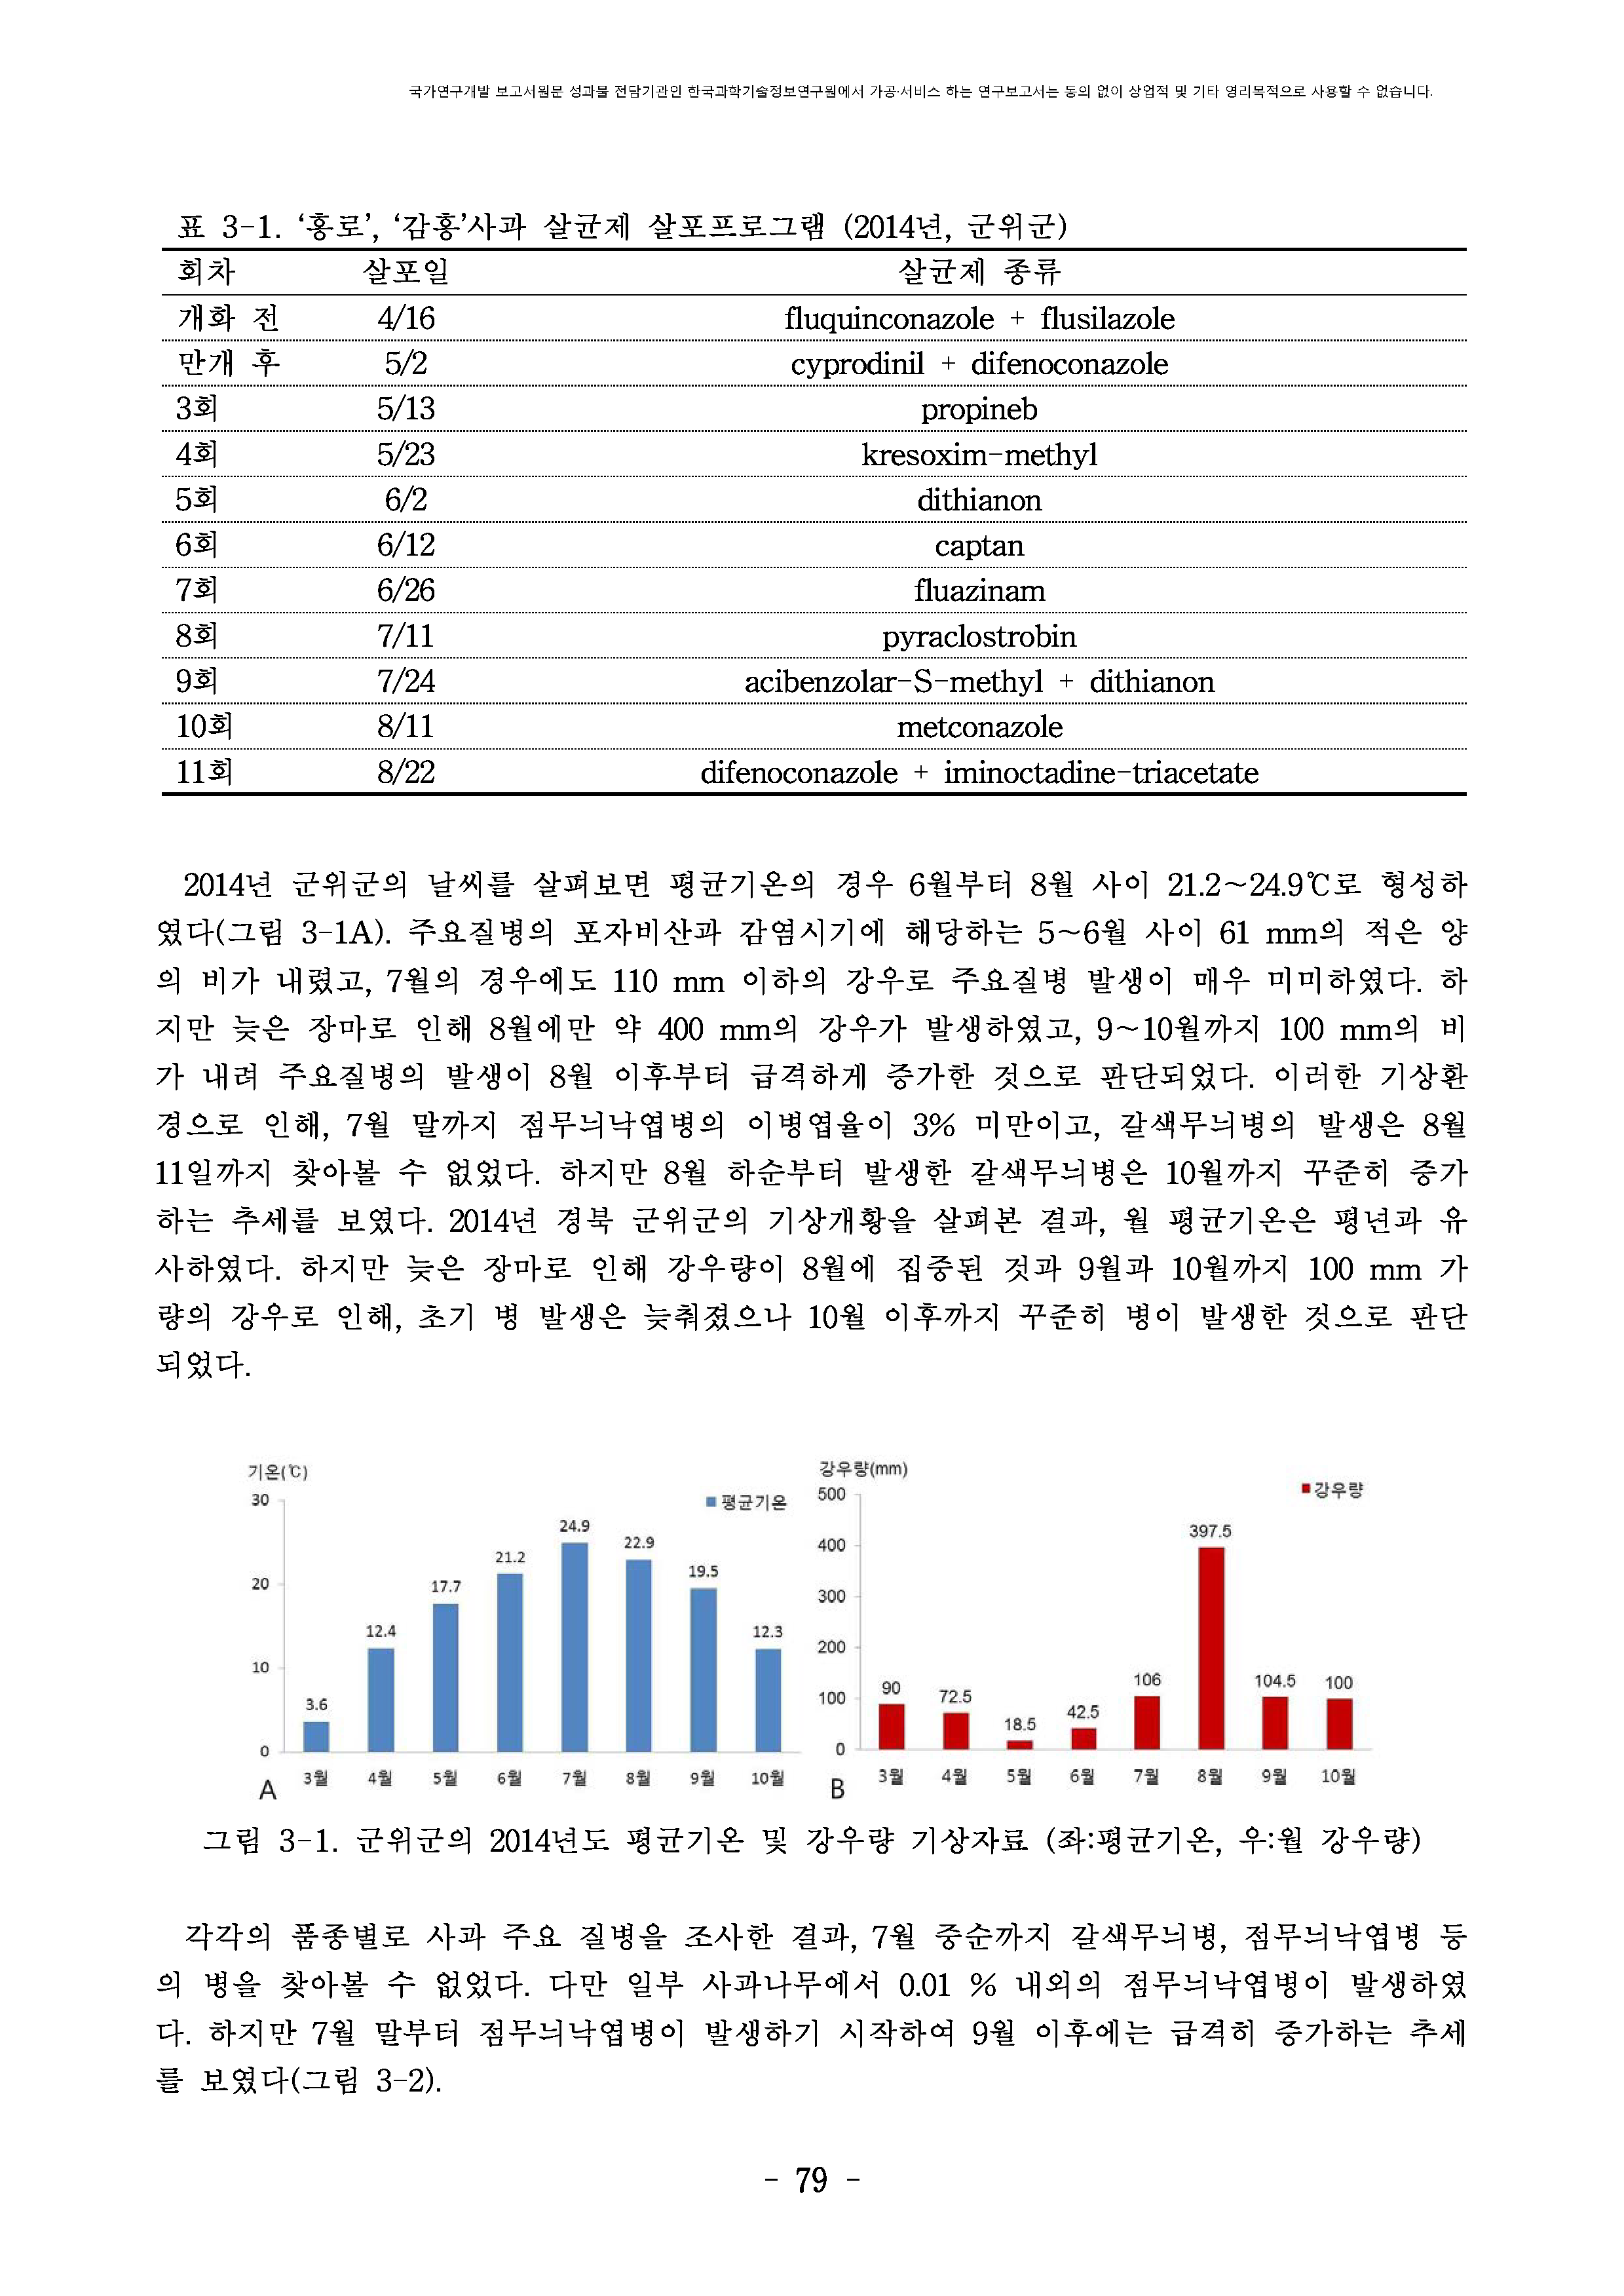 국가연구개발 보고서원문 성과물 전담기관인 한국과학기술정보연구원에서 가공·서비스 하는 연구보고서는 동의 없이 상업적 및 기타 영리목적으로 사용할 수 없습니다.
표 3-1. ‘홍로’, ‘감홍’사과 살균제 살포프로그램 (2014년, 군위군)
회차 살포일 살균제 종류
개화 전 4/16 fluquinconazole + flusilazole
만개 후 5/2 cyprodinil + difenoconazole
3회 5/13 propineb
4회 5/23 kresoxim-methyl
5회 6/2 dithianon
6회 6/12 captan
7회 6/26 fluazinam
8회 7/11 pyraclostrobin
9회 7/24 acibenzolar-S-methyl + dithianon
10회 8/11 metconazole
11회 8/22 difenoconazole + iminoctadine-triacetate
2014년 군위군의 날씨를 살펴보면 평균기온의 경우 6월부터 8월 사이 21.2~24.9℃로 형성하
였다(그림 3-1A). 주요질병의 포자비산과 감염시기에 해당하는 5~6월 사이 61 mm의 적은 양
의 비가 내렸고, 7월의 경우에도 110 mm 이하의 강우로 주요질병 발생이 매우 미미하였다. 하
지만 늦은 장마로 인해 8월에만 약 400 mm의 강우가 발생하였고, 9~10월까지 100 mm의 비
가 내려 주요질병의 발생이 8월 이후부터 급격하게 증가한 것으로 판단되었다. 이러한 기상환
경으로 인해, 7월 말까지 점무늬낙엽병의 이병엽율이 3% 미만이고, 갈색무늬병의 발생은 8월
11일까지 찾아볼 수 없었다. 하지만 8월 하순부터 발생한 갈색무늬병은 10월까지 꾸준히 증가
하는 추세를 보였다. 2014년 경북 군위군의 기상개황을 살펴본 결과, 월 평균기온은 평년과 유
사하였다. 하지만 늦은 장마로 인해 강우량이 8월에 집중된 것과 9월과 10월까지 100 mm 가
량의 강우로 인해, 초기 병 발생은 늦춰졌으나 10월 이후까지 꾸준히 병이 발생한 것으로 판단
되었다.
기온(℃)
평균기온
30
20
10
0
3.6 12.4 17.7 21.2 24.9 22.9 19.5 12.3
3월 4월 5월 6월 7월 8월 9월 10월
A
강우량(mm)
강우량
500
400
300
200
100
0
90 72.5 18.5 42.5 106 397.5 104.5 100
3월 4월 5월 6월 7월 8월 9월 10월
B
그림 3-1. 군위군의 2014년도 평균기온 및 강우량 기상자료 (좌:평균기온, 우:월 강우량)
각각의 품종별로 사과 주요 질병을 조사한 결과, 7월 중순까지 갈색무늬병, 점무늬낙엽병 등
의 병을 찾아볼 수 없었다. 다만 일부 사과나무에서 0.01 % 내외의 점무늬낙엽병이 발생하였
다. 하지만 7월 말부터 점무늬낙엽병이 발생하기 시작하여 9월 이후에는 급격히 증가하는 추세
를 보였다(그림 3-2).
- 79 -